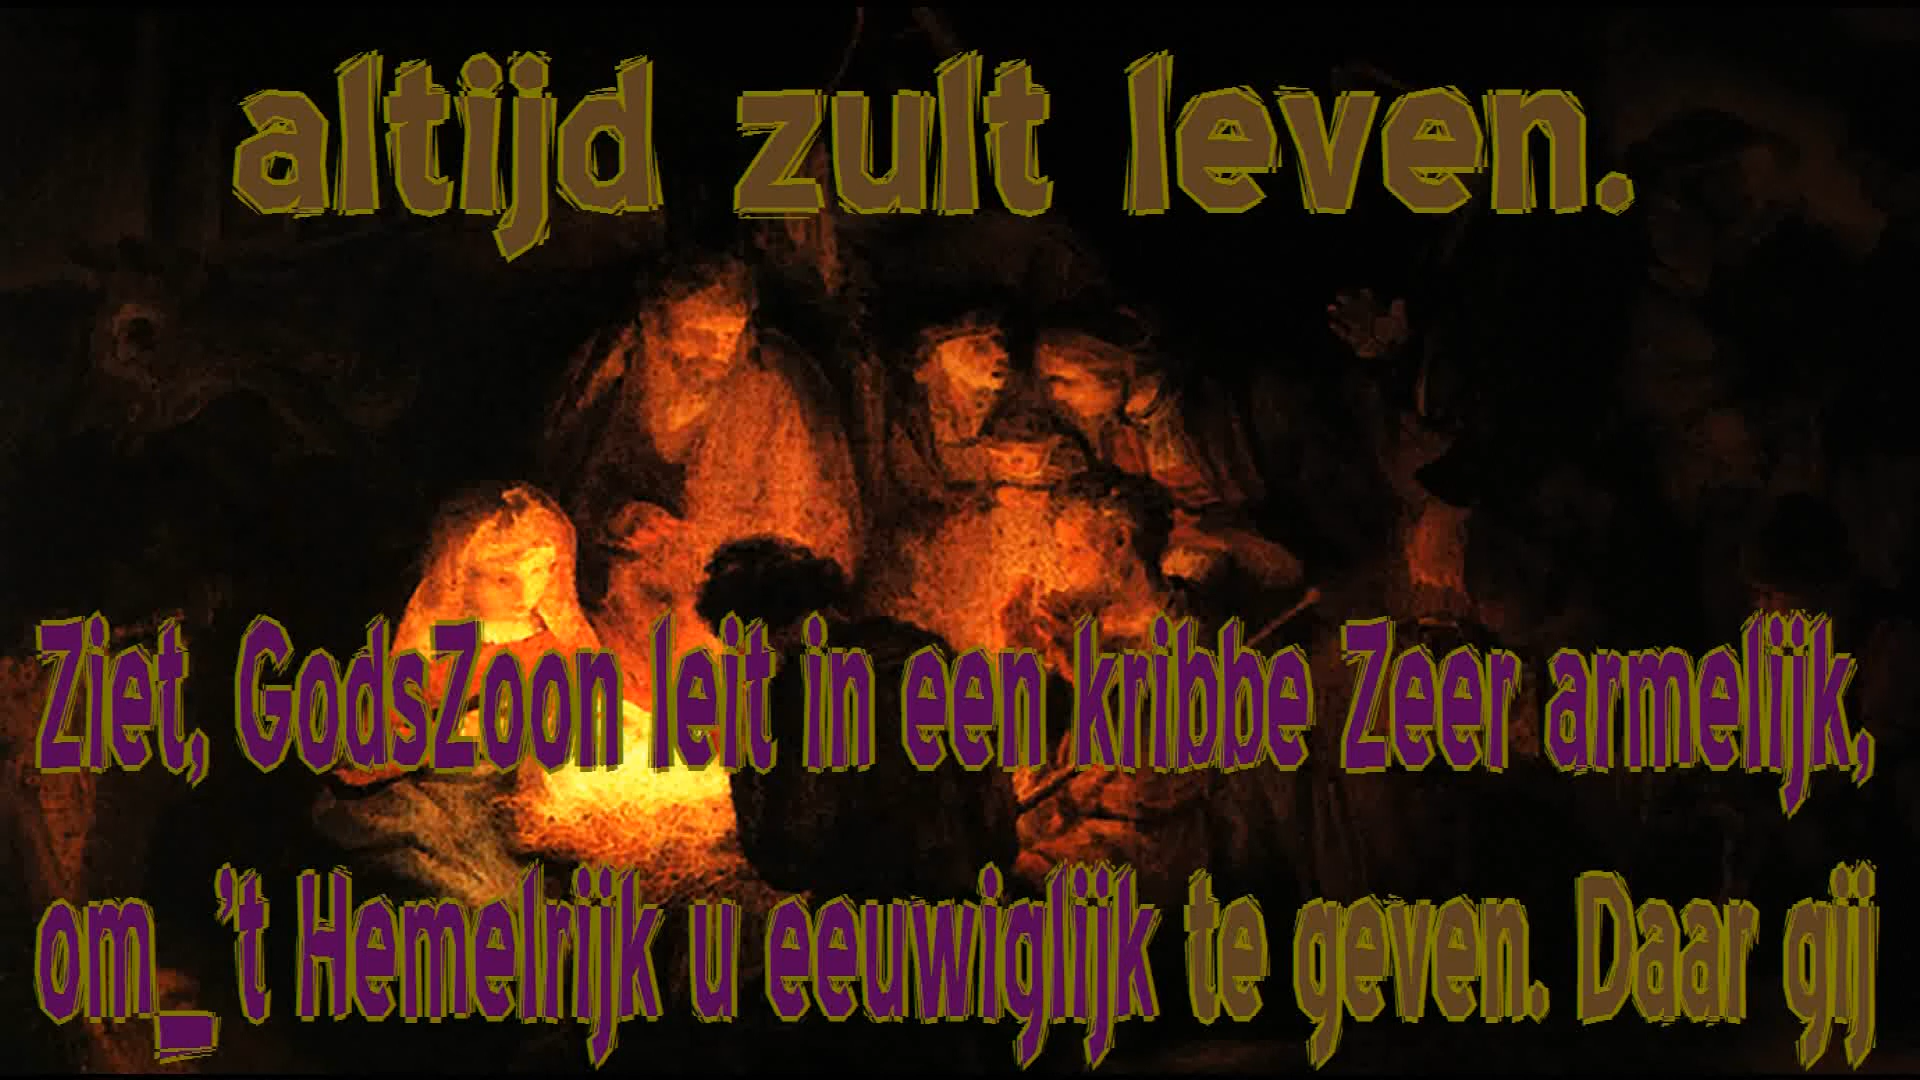 altijd zult leven.
Ziet, GodsZoon leit in een kribbe Zeer armelijk,
om_ 't Hemelrijk u eeuwiglijk te geven. Daar gij